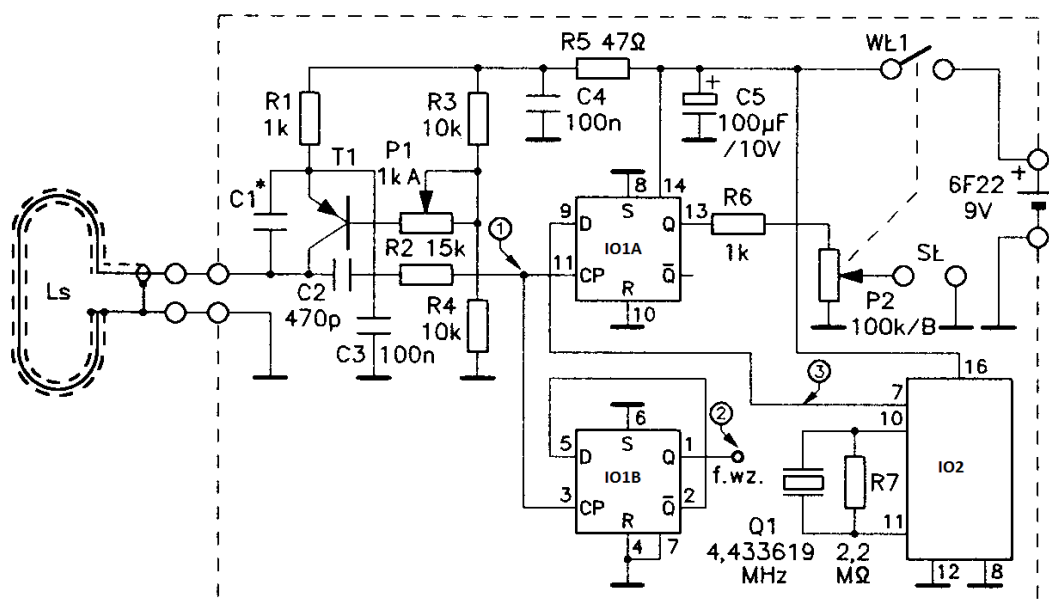 R5 47Ω
WŁ1
R1
1k
R3
10k
C4
100n
+
C5
100µF
/10V
T1
P1
1kA
C1*
8
14
+
6F22
9V
9
D
S
Q
13
R6
1k
IO1A
1
R2 15k
11
CP
Q̅
SŁ
Ls
R
10
P2
100k/B
C2
470p
R4
10k
C3
100n
3
16
7
10
6
2
5
D
S
Q
1
f.wz.
IO1B
IO2
3
CP
Q̅
2
R7
R
4
7
11
Q1
4,433619
MHz
2,2
MΩ
12
8